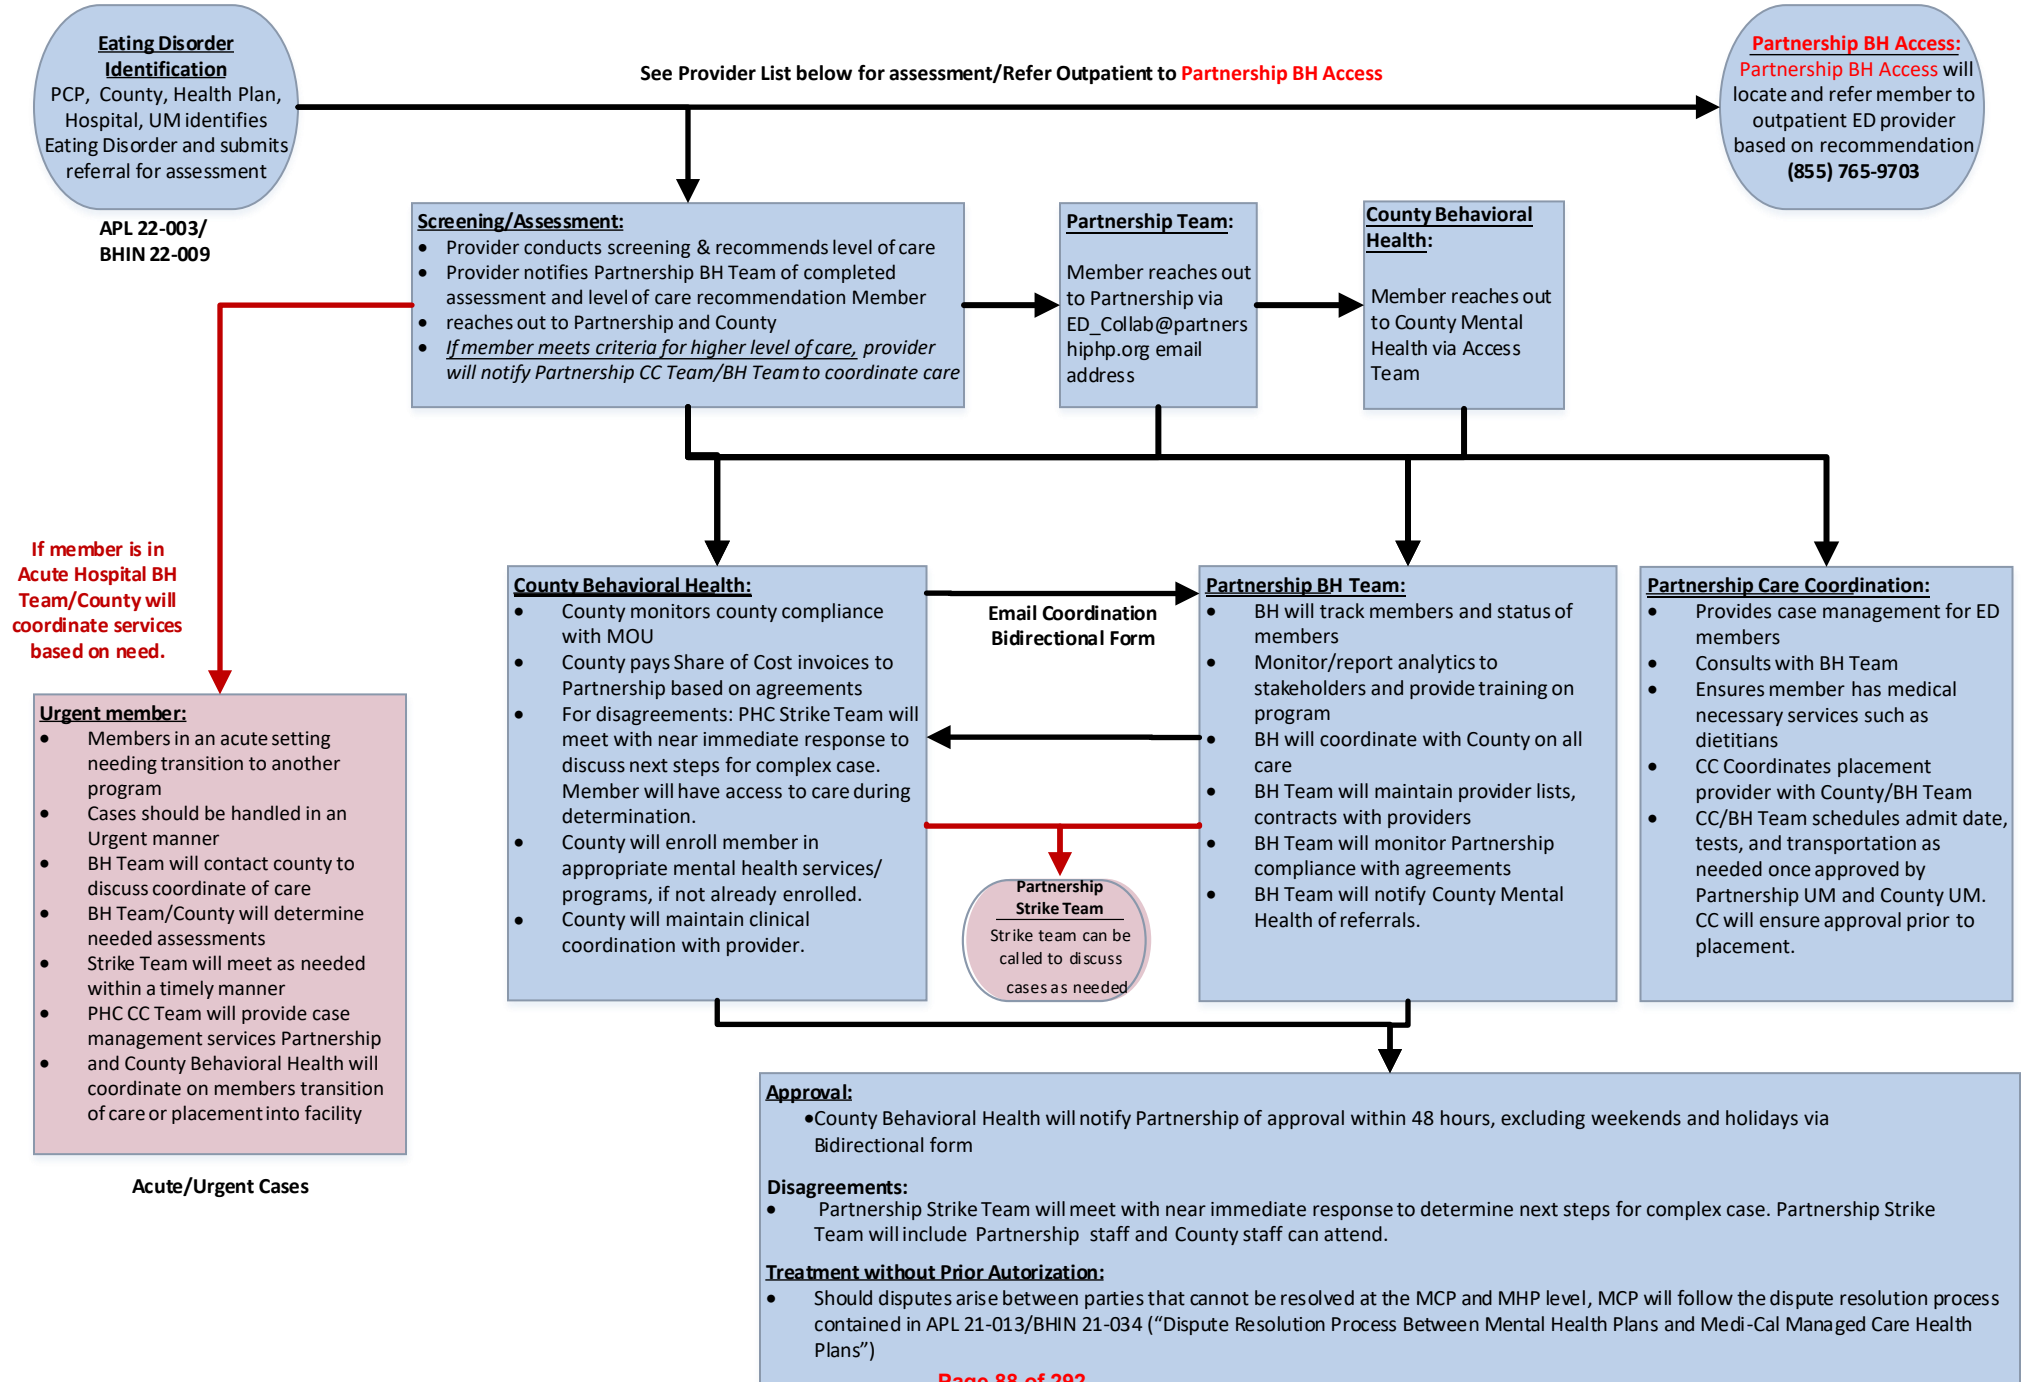 Eating Disorder
Identification
PCP, County, Health Plan,
Hospital, UM identifies
Eating Disorder and submits
referral for assessment
APL 22-003/
BHIN 22-009
See Provider List below for assessment/Refer Outpatient to Partnership BH Access
Partnership BH Access:
Partnership BH Access will
locate and refer member to
outpatient ED provider
based on recommendation
(855) 765-9703
Screening/Assessment:
• Provider conducts screening & recommends level of care
• Provider notifies Partnership BH Team of completed
assessment and level of care recommendation Member
• reaches out to Partnership and County
• If member meets criteria for higher level of care, provider
will notify Partnership CC Team/BH Team to coordinate care
Partnership Team:
Member reaches out
to Partnership via
ED_Collab@partners
hiphp.org email
address
County Behavioral
Health:
Member reaches out
to County Mental
Health via Access
Team
If member is in
Acute Hospital BH
Team/County will
coordinate services
based on need.
Urgent member:
• Members in an acute setting
needing transition to another
program
• Cases should be handled in an
Urgent manner
• BH Team will contact county to
discuss coordinate of care
• BH Team/County will determine
needed assessments
• Strike Team will meet as needed
within a timely manner
• PHC CC Team will provide case
management services Partnership
• and County Behavioral Health will
coordinate on members transition
of care or placement into facility
Acute/Urgent Cases
County Behavioral Health:
• County monitors county compliance
with MOU
• County pays Share of Cost invoices to
Partnership based on agreements
• For disagreements: PHC Strike Team will
meet with near immediate response to
discuss next steps for complex case.
Member will have access to care during
determination.
• County will enroll member in
appropriate mental health services/
programs, if not already enrolled.
• County will maintain clinical
coordination with provider.
Email Coordination
Bidirectional Form
Partnership
Strike Team
Strike team can be
called to discuss
cases as needed
Partnership BH Team:
• BH will track members and status of
members
• Monitor/report analytics to
stakeholders and provide training on
program
• BH will coordinate with County on all
care
• BH Team will maintain provider lists,
contracts with providers
• BH Team will monitor Partnership
compliance with agreements
• BH Team will notify County Mental
Health of referrals.
Partnership Care Coordination:
• Provides case management for ED
members
• Consults with BH Team
• Ensures member has medical
necessary services such as
dietitians
• CC Coordinates placement
provider with County/BH Team
• CC/BH Team schedules admit date,
tests, and transportation as
needed once approved by
Partnership UM and County UM.
CC will ensure approval prior to
placement.
Approval:
•County Behavioral Health will notify Partnership of approval within 48 hours, excluding weekends and holidays via
Bidirectional form
Disagreements:
• Partnership Strike Team will meet with near immediate response to determine next steps for complex case. Partnership Strike
Team will include Partnership staff and County staff can attend.
Treatment without Prior Autorization:
• Should disputes arise between parties that cannot be resolved at the MCP and MHP level, MCP will follow the dispute resolution process
contained in APL 21-013/BHIN 21-034 (“Dispute Resolution Process Between Mental Health Plans and Medi-Cal Managed Care Health
Plans”)
Page 88 of 292